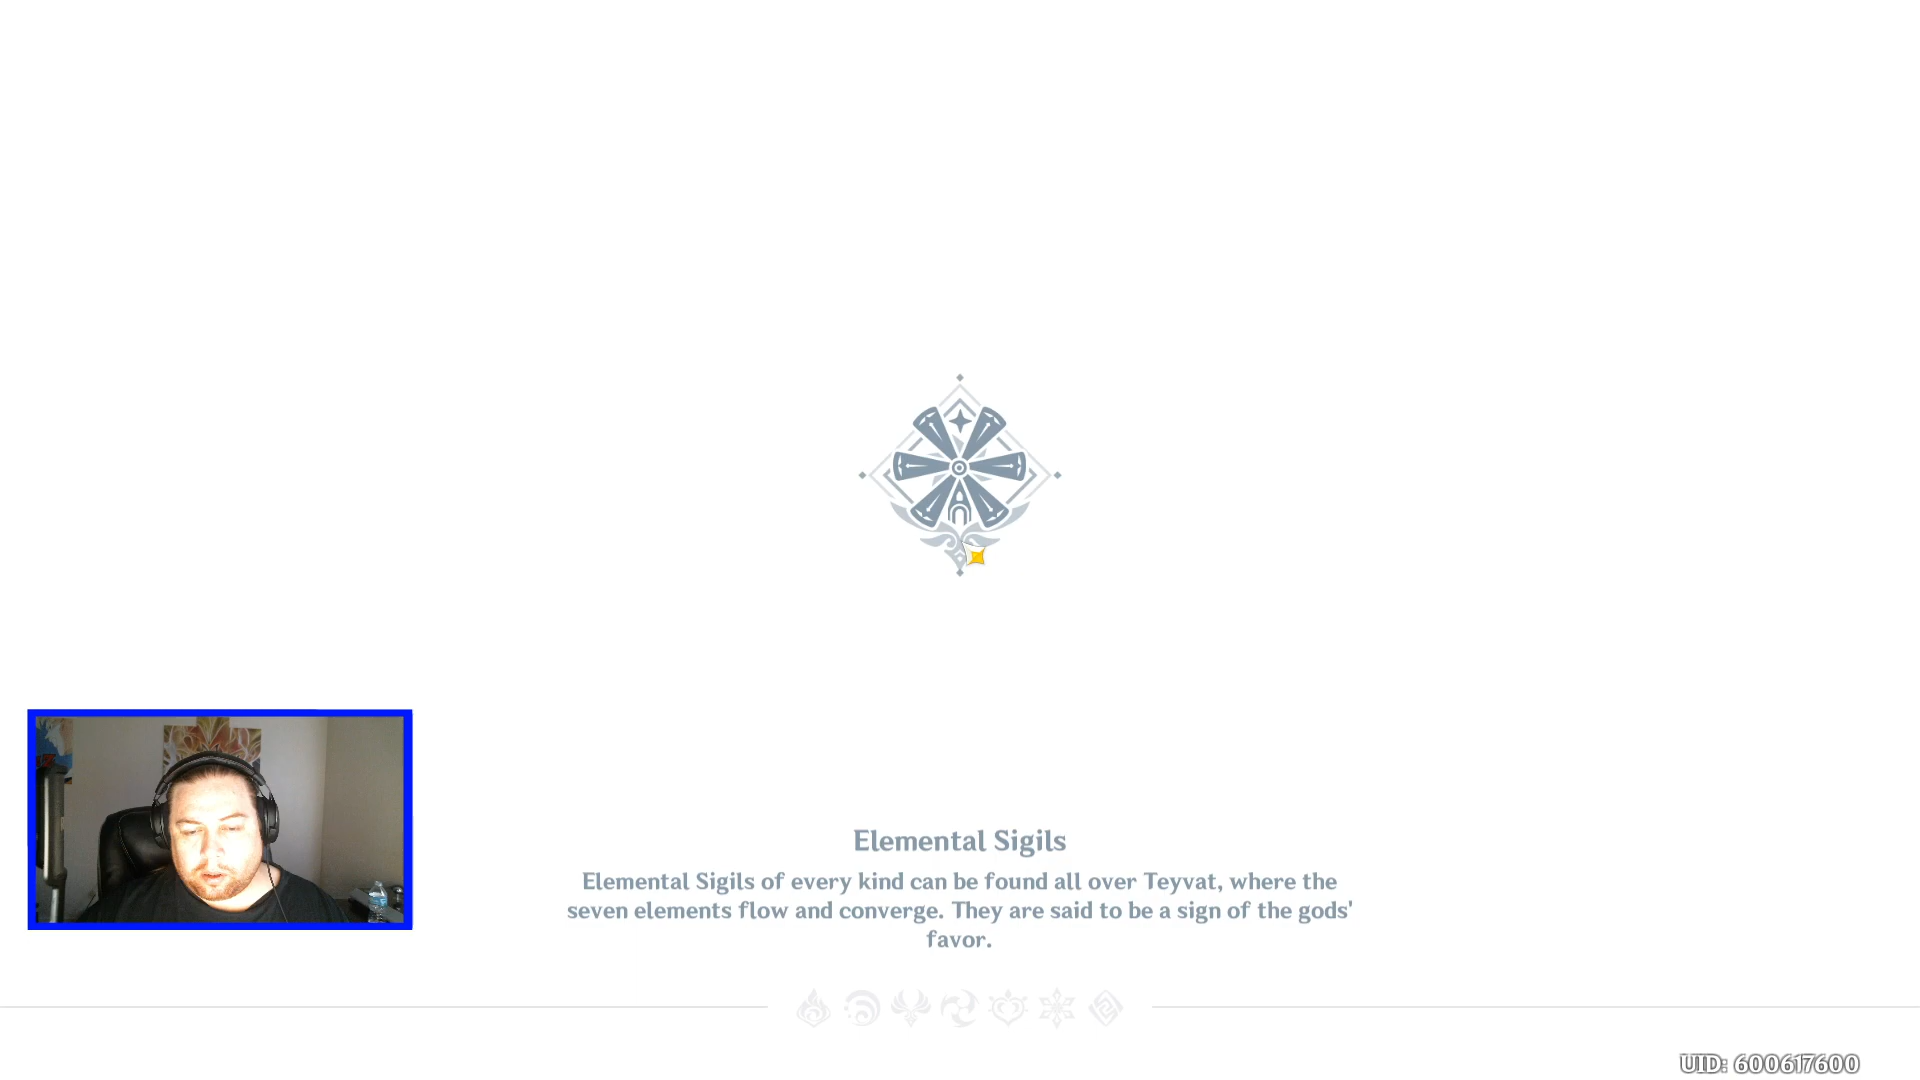 Elemental Sigils
Elemental Sigils of every kind can be found all over Teyvat, where the
seven elements flow and converge. They are said to be a sign of the gods'
favor.
UID: 600617600